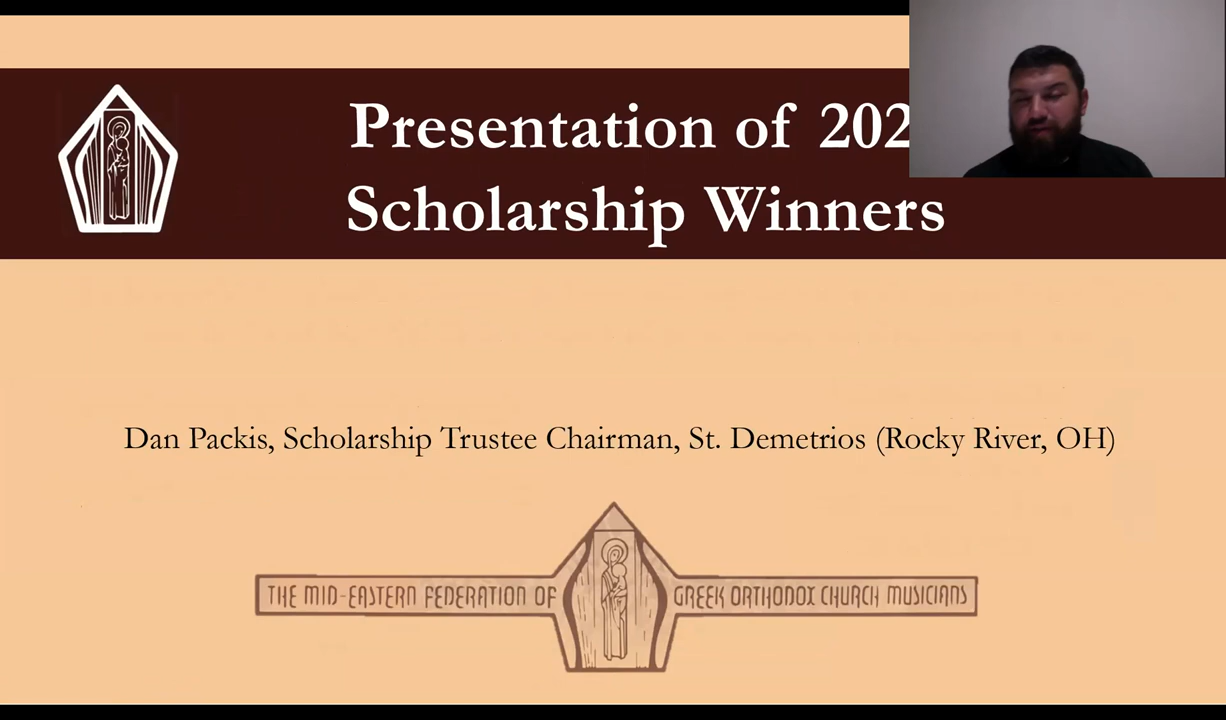 Presentation of 202
Scholarship Winners
Dan Packis, Scholarship Trustee Chairman, St. Demetrios (Rocky River, OH)
THE MID-EASTERN FEDERATION OF GREEK ORTHODOX CHURCH MUSICIANS